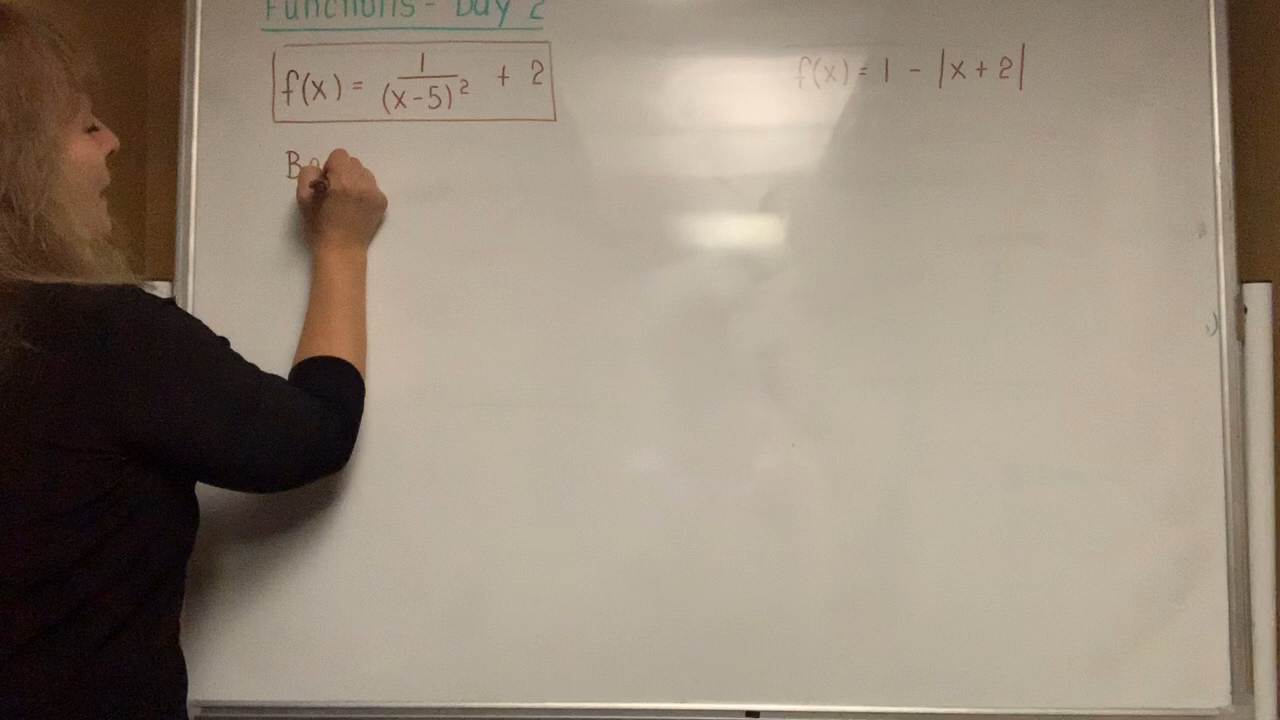 Functions - Day 2
f(x) = 1/(x-5)² + 2
f(x) = 1 - |x + 2|